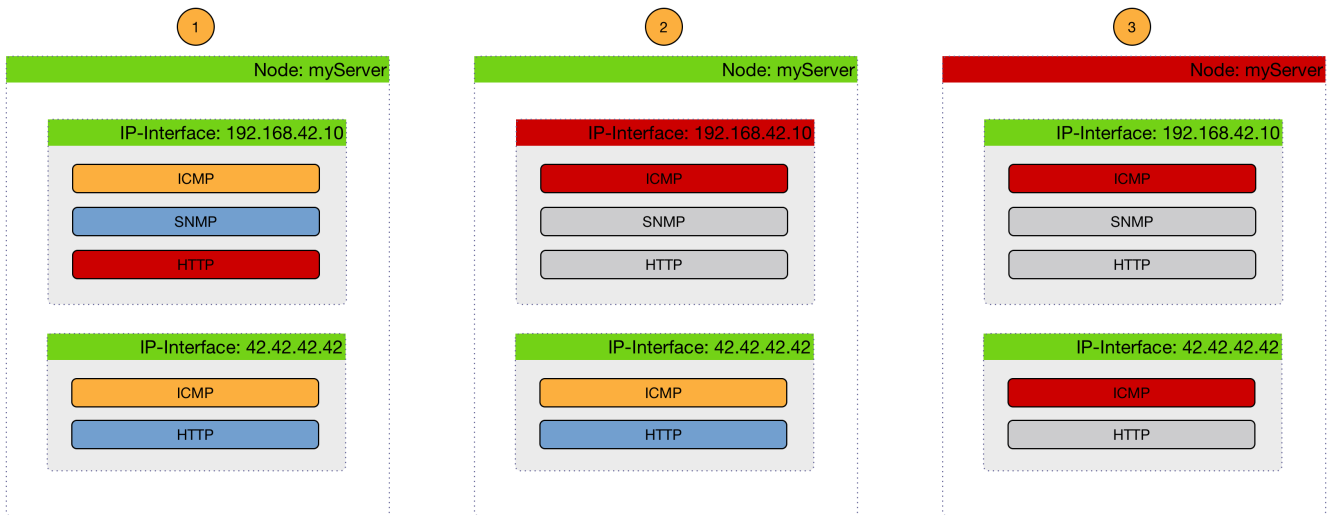 1
Node: myServer
IP-Interface: 192.168.42.10
ICMP
SNMP
HTTP
IP-Interface: 42.42.42.42
ICMP
HTTP
2
Node: myServer
IP-Interface: 192.168.42.10
ICMP
SNMP
HTTP
IP-Interface: 42.42.42.42
ICMP
HTTP
3
Node: myServer
IP-Interface: 192.168.42.10
ICMP
SNMP
HTTP
IP-Interface: 42.42.42.42
ICMP
HTTP